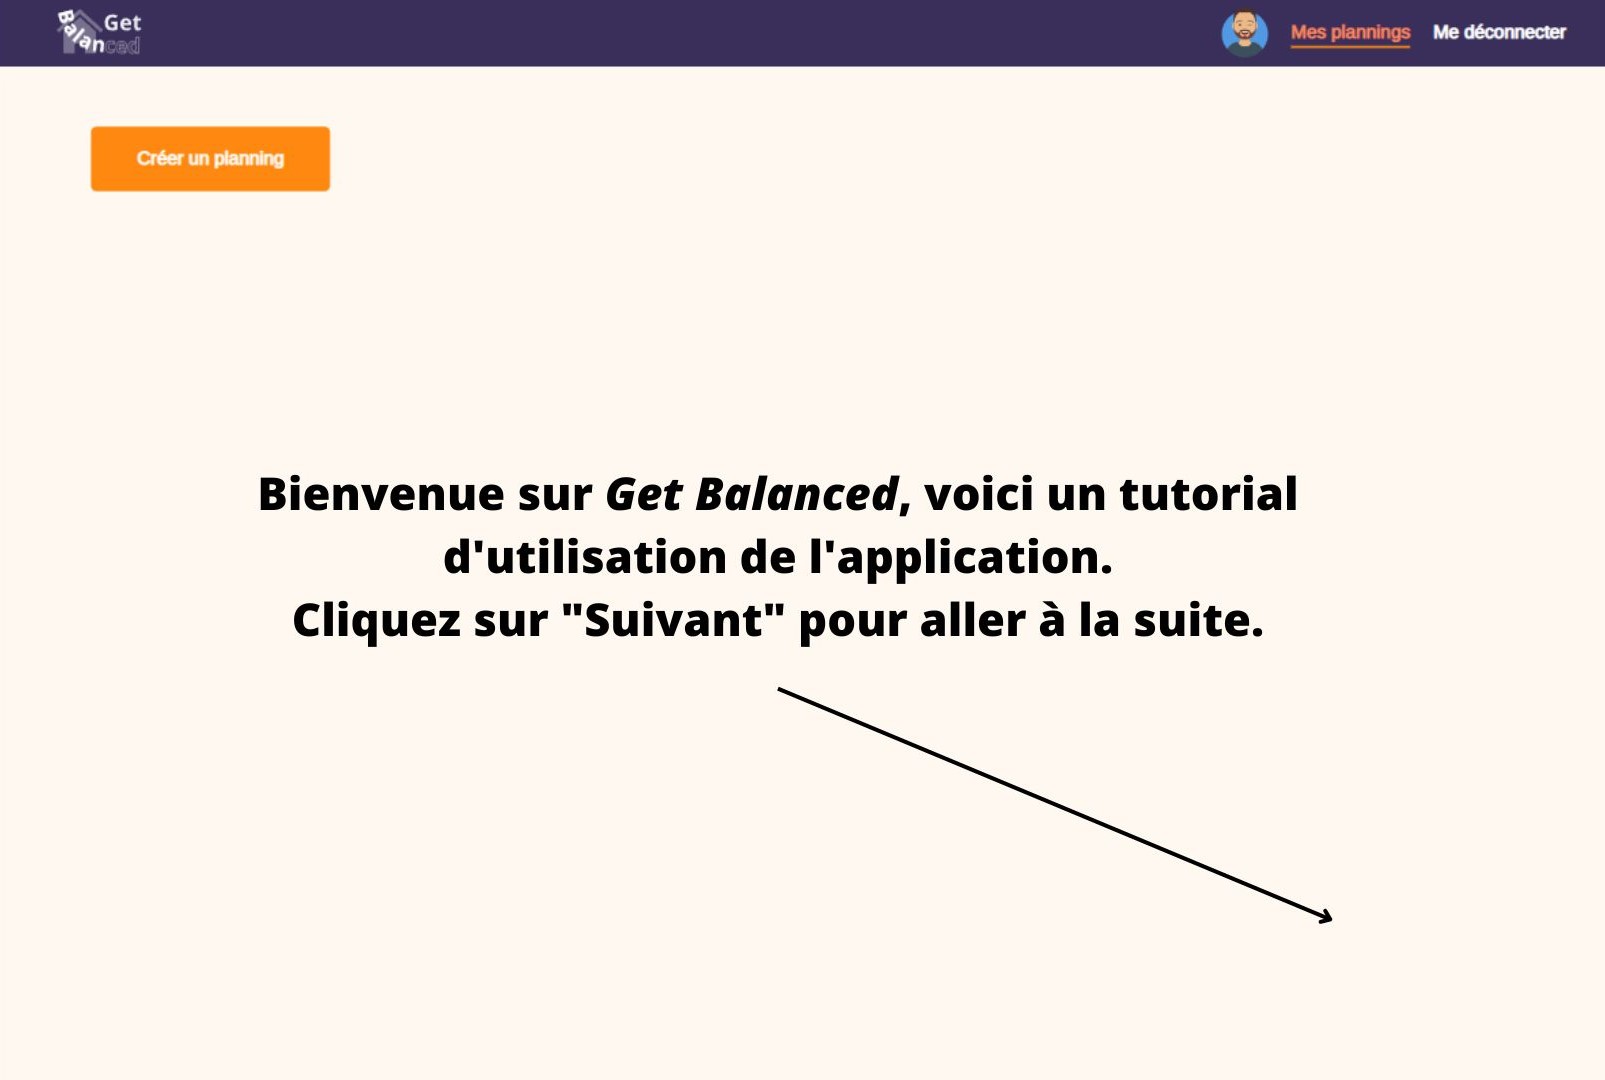 Get
Balanced
Mes plannings
Me déconnecter
Créer un planning
Bienvenue sur Get Balanced, voici un tutorial
d'utilisation de l'application.
Cliquez sur "Suivant" pour aller à la suite.